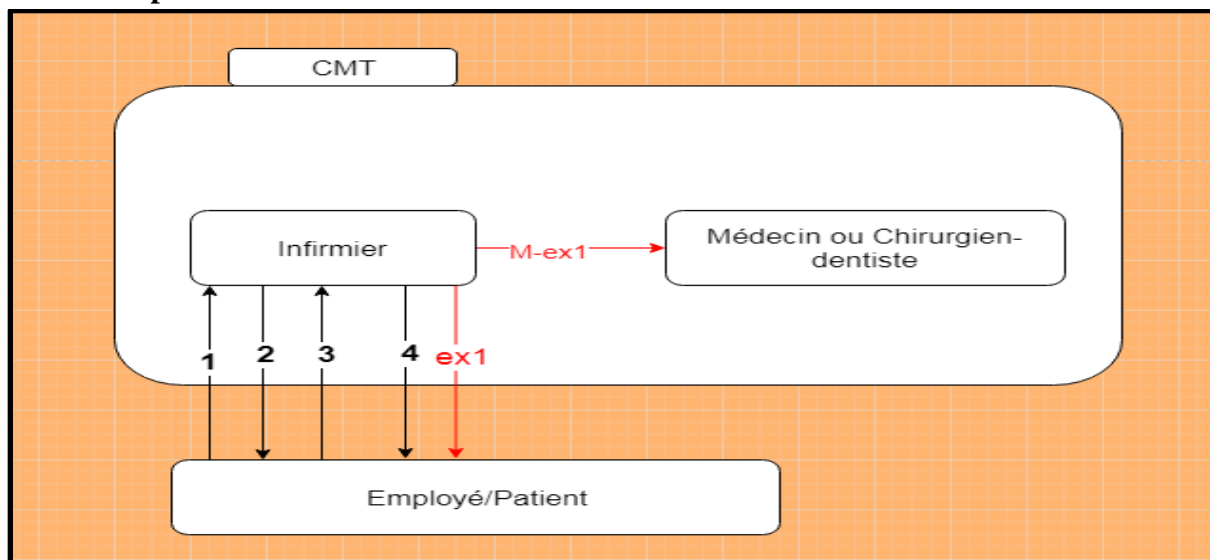 CMT
Infirmier
M-ex1
Médecin ou Chirurgien-
dentiste
1
2
3
4
ex1
Employé/Patient